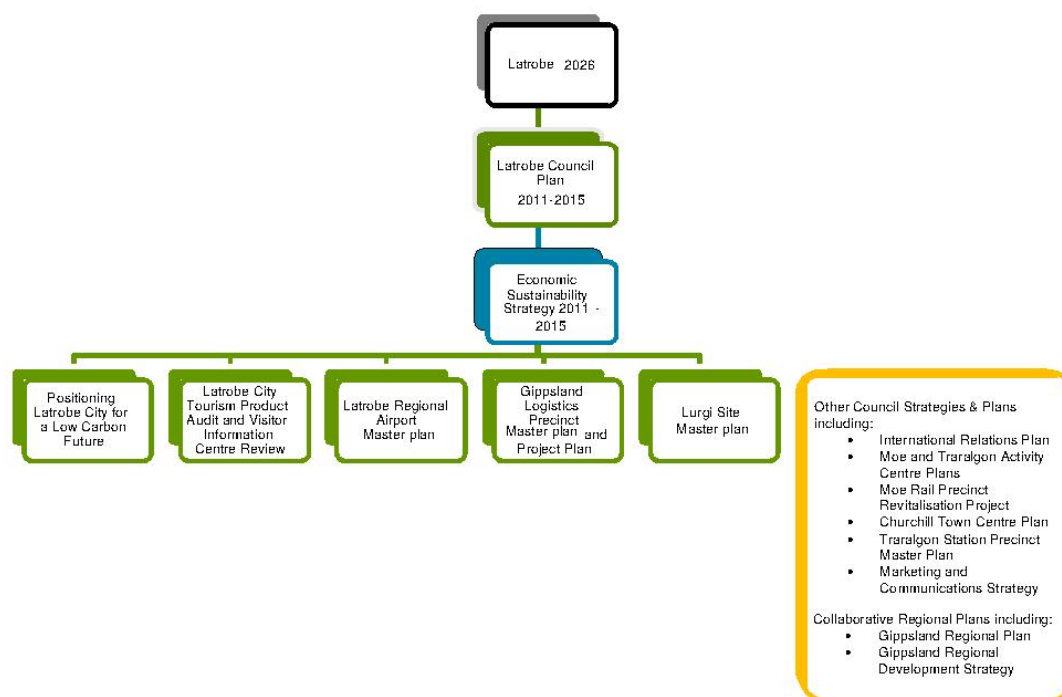 Latrobe 2026
Latrobe Council
Plan
2011-2015
Economic
Sustainability
Strategy 2011 -
2015
Positioning
Latrobe City for
a Low Carbon
Future
Latrobe City
Tourism Product
Audit and Visitor
Information
Centre Review
Latrobe Regional
Airport
Master plan
Gippsland
Logistics
Precinct
Master plan and
Project Plan
Lurgi Site
Master plan
Other Council Strategies & Plans
including:
• International Relations Plan
• Moe and Traralgon Activity
Centre Plans
• Moe Rail Precinct
Revitalisation Project
• Churchill Town Centre Plan
• Traralgon Station Precinct
Master Plan
• Marketing and
Communications Strategy
Collaborative Regional Plans including:
• Gippsland Regional Plan
• Gippsland Regional
Development Strategy